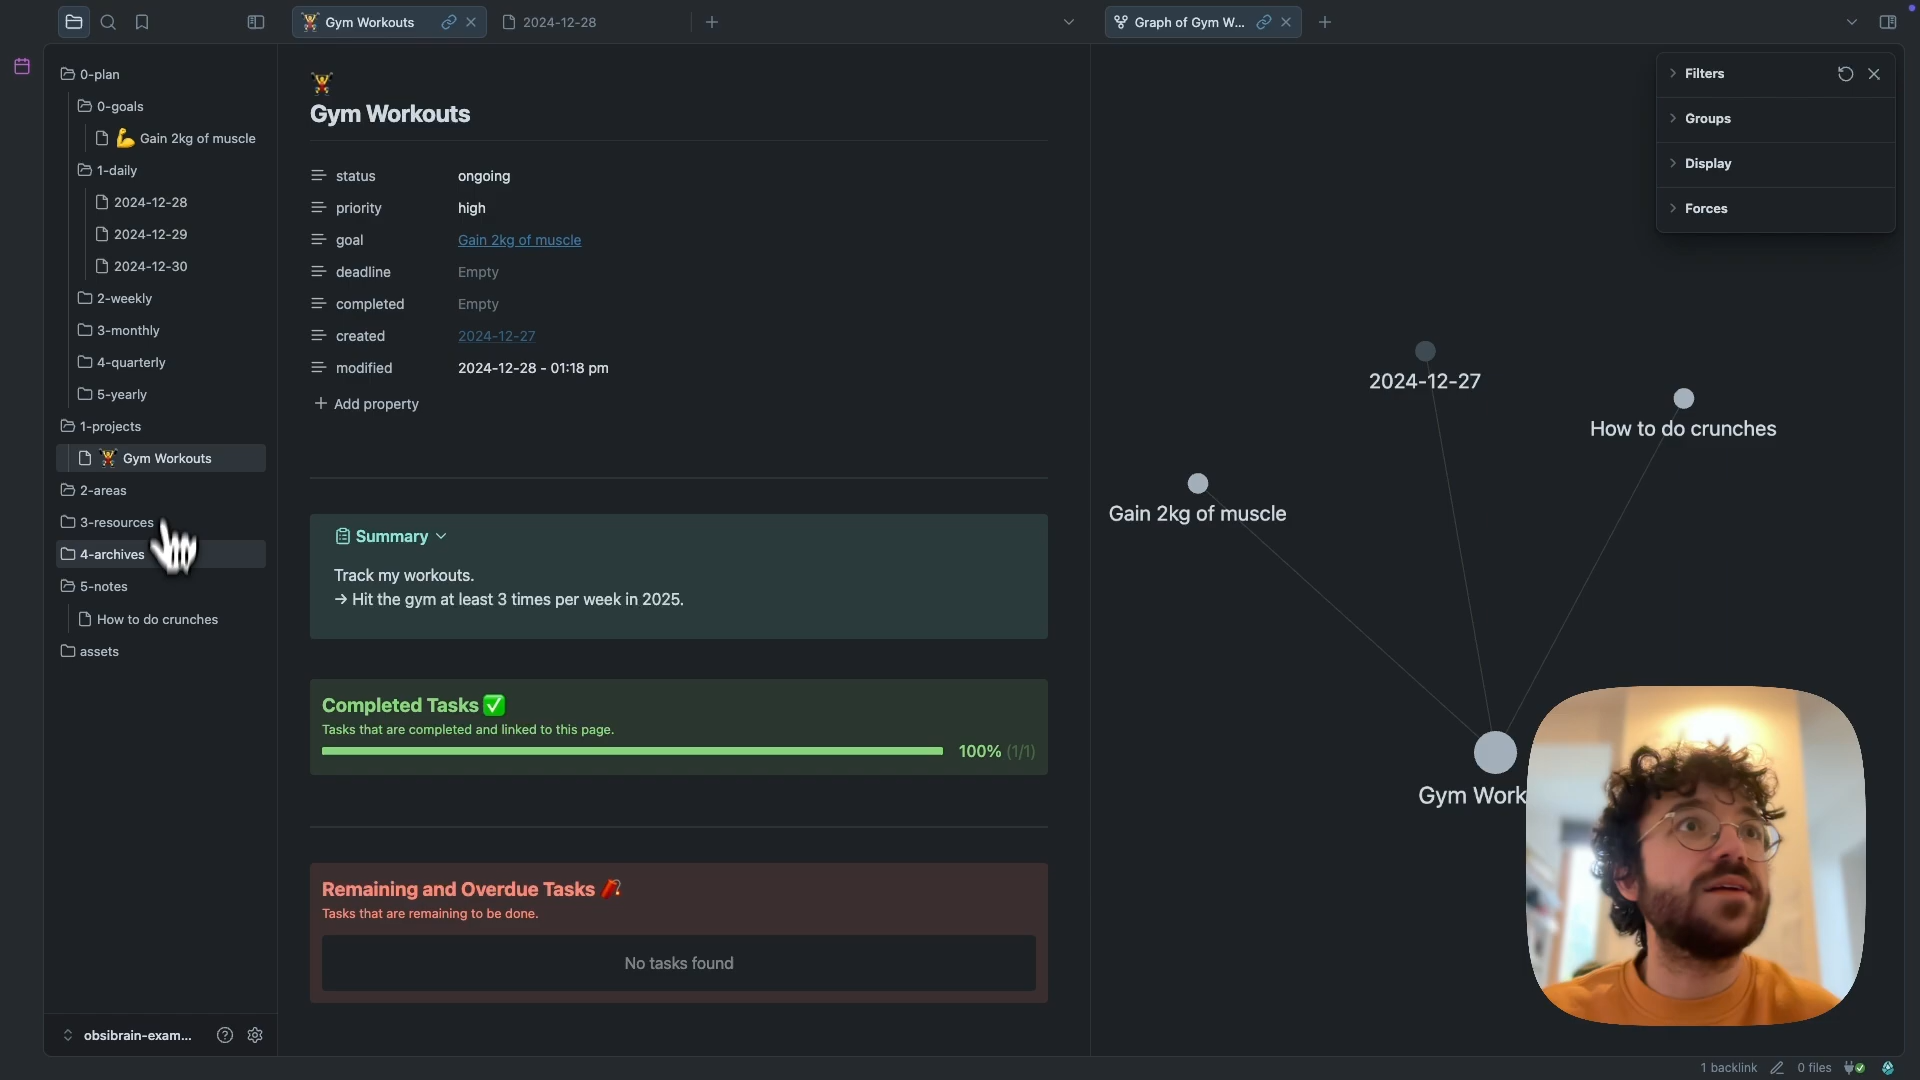 Gym Workouts
2024-12-28
Graph of Gym W...
0-plan
0-goals
Gain 2kg of muscle
1-daily
2024-12-28
2024-12-29
2024-12-30
2-weekly
3-monthly
4-quarterly
5-yearly
1-projects
Gym Workouts
2-areas
3-resources
4-archives
5-notes
How to do crunches
assets
obsibrain-exam...
Gym Workouts
status ongoing
priority high
goal Gain 2kg of muscle
deadline Empty
completed Empty
created 2024-12-27
modified 2024-12-28 - 01:18 pm
+ Add property
Summary
Track my workouts.
→ Hit the gym at least 3 times per week in 2025.
Completed Tasks ✅
Tasks that are completed and linked to this page.
100% (1/1)
Remaining and Overdue Tasks 🧨
Tasks that are remaining to be done.
No tasks found
Filters
Groups
Display
Forces
2024-12-27
How to do crunches
Gain 2kg of muscle
Gym Work
1 backlink
0 files